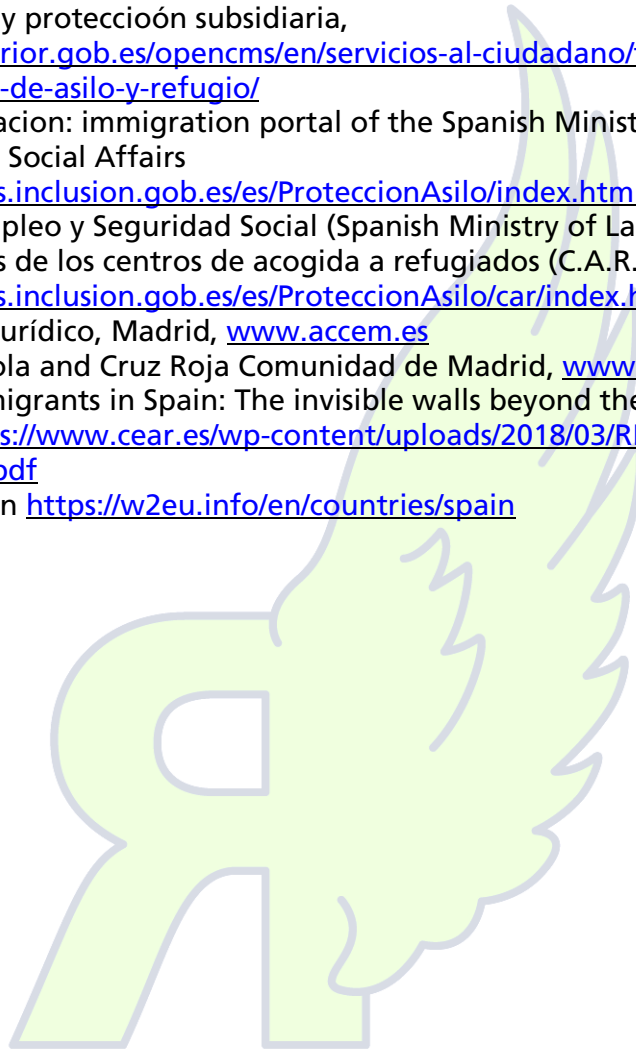 y proteccioón subsidiaria,
rior.gob.es/opencms/en/servicios-al-ciudadano/
-de-asilo-y-refugio/
acion: immigration portal of the Spanish Minist
Social Affairs
s.inclusion.gob.es/es/ProteccionAsilo/index.htm
pleo y Seguridad Social (Spanish Ministry of La
s de los centros de acogida a refugiados (C.A.R.
s.inclusion.gob.es/es/ProteccionAsilo/car/index.h
urídico, Madrid, www.accem.es
ola and Cruz Roja Comunidad de Madrid, www
nigrants in Spain: The invisible walls beyond the
s://www.cear.es/wp-content/uploads/2018/03/R
pdf
n https://w2eu.info/en/countries/spain